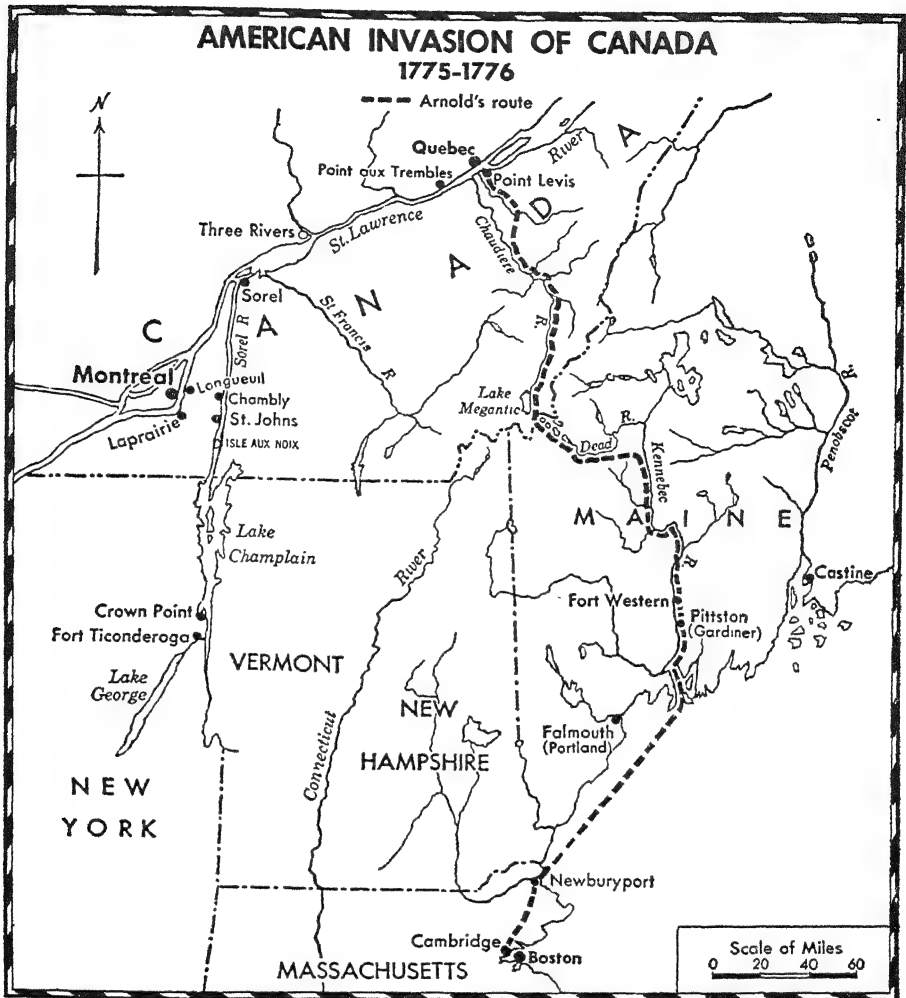 AMERICAN INVASION OF CANADA
1775-1776
Arnold's route
N
Quebec
River
A
Point aux Trembles
Point Levis
D
Three Rivers
St. Lawrence
Chaudiere
A
Sorel
St Francis
N
R.
C
A
Sorel R
R
Montreal
Longueuil
Chambly
Laprairie
St. Johns
ISLE AUX NOIX
Lake
Megantic
Dead
R.
Kennebec
R.
Penobscot
R.
MAINE
Lake
Champlain
River
Castine
Crown Point
Fort Western
Pittston
(Gardiner)
Fort Ticonderoga
VERMONT
Lake
George
NEW
HAMPSHIRE
Falmouth
(Portland)
Connecticut
NEW
YORK
Newburyport
Cambridge
Boston
MASSACHUSETTS
Scale of Miles
0 20 40 60